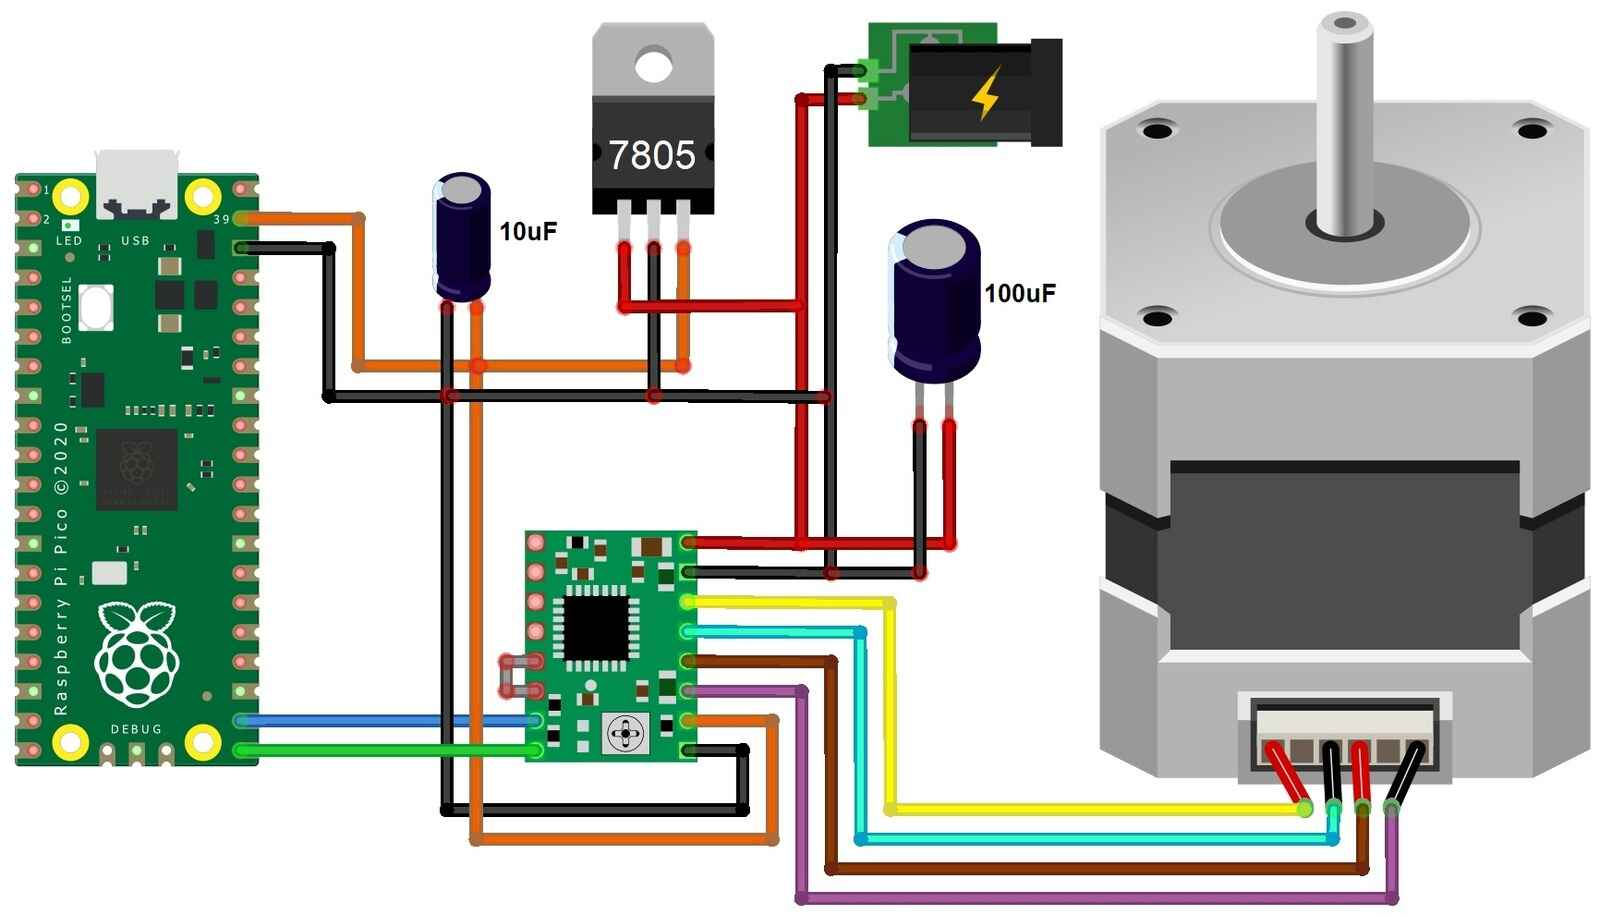 7805
1
2
39
LED
USB
10uF
BOOTSEL
100uF
Raspberry Pi Pico ©2020
DEBUG